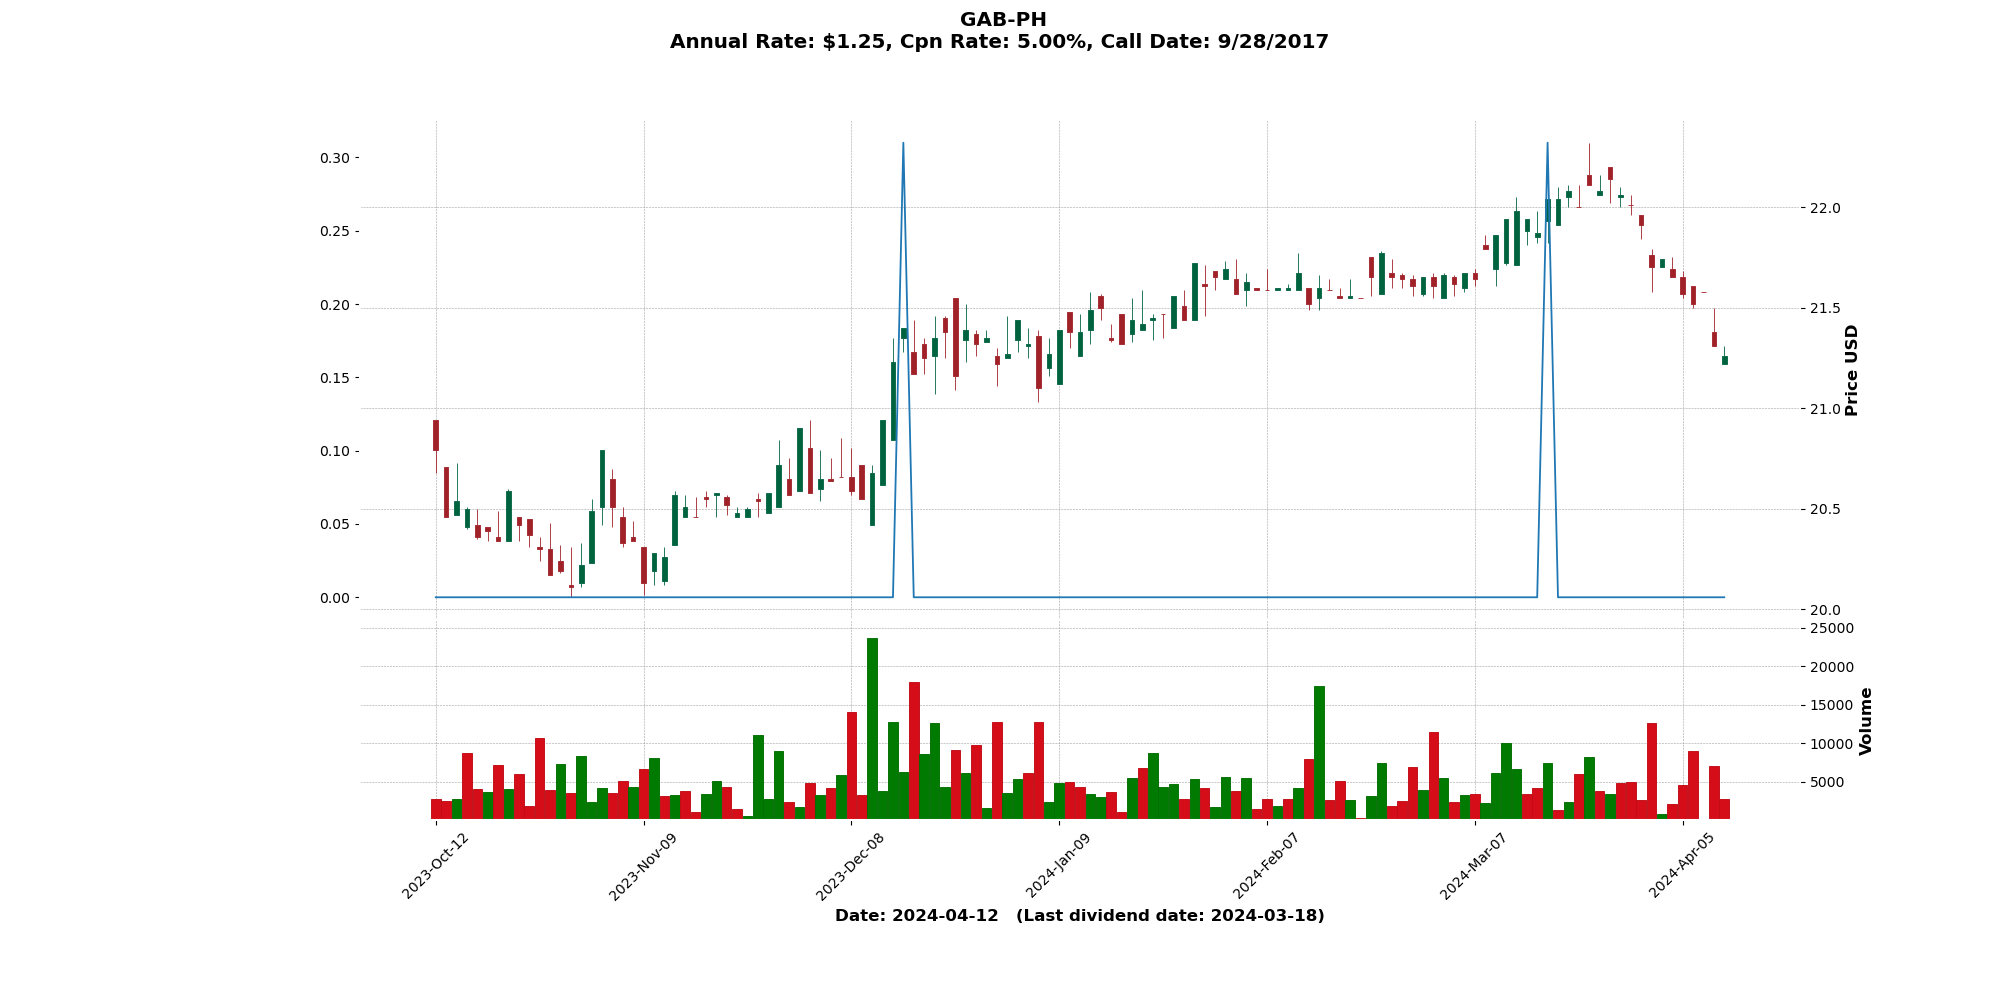 GAB-PH
Annual Rate: $1.25, Cpn Rate: 5.00%, Call Date: 9/28/2017
0.30
0.25
0.20
0.15
0.10
0.05
0.00
22.0
21.5
21.0
20.5
20.0
Price USD
25000
20000
15000
10000
5000
Volume
2023-Oct-12
2023-Nov-09
2023-Dec-08
2024-Jan-09
2024-Feb-07
2024-Mar-07
2024-Apr-05
Date: 2024-04-12   (Last dividend date: 2024-03-18)